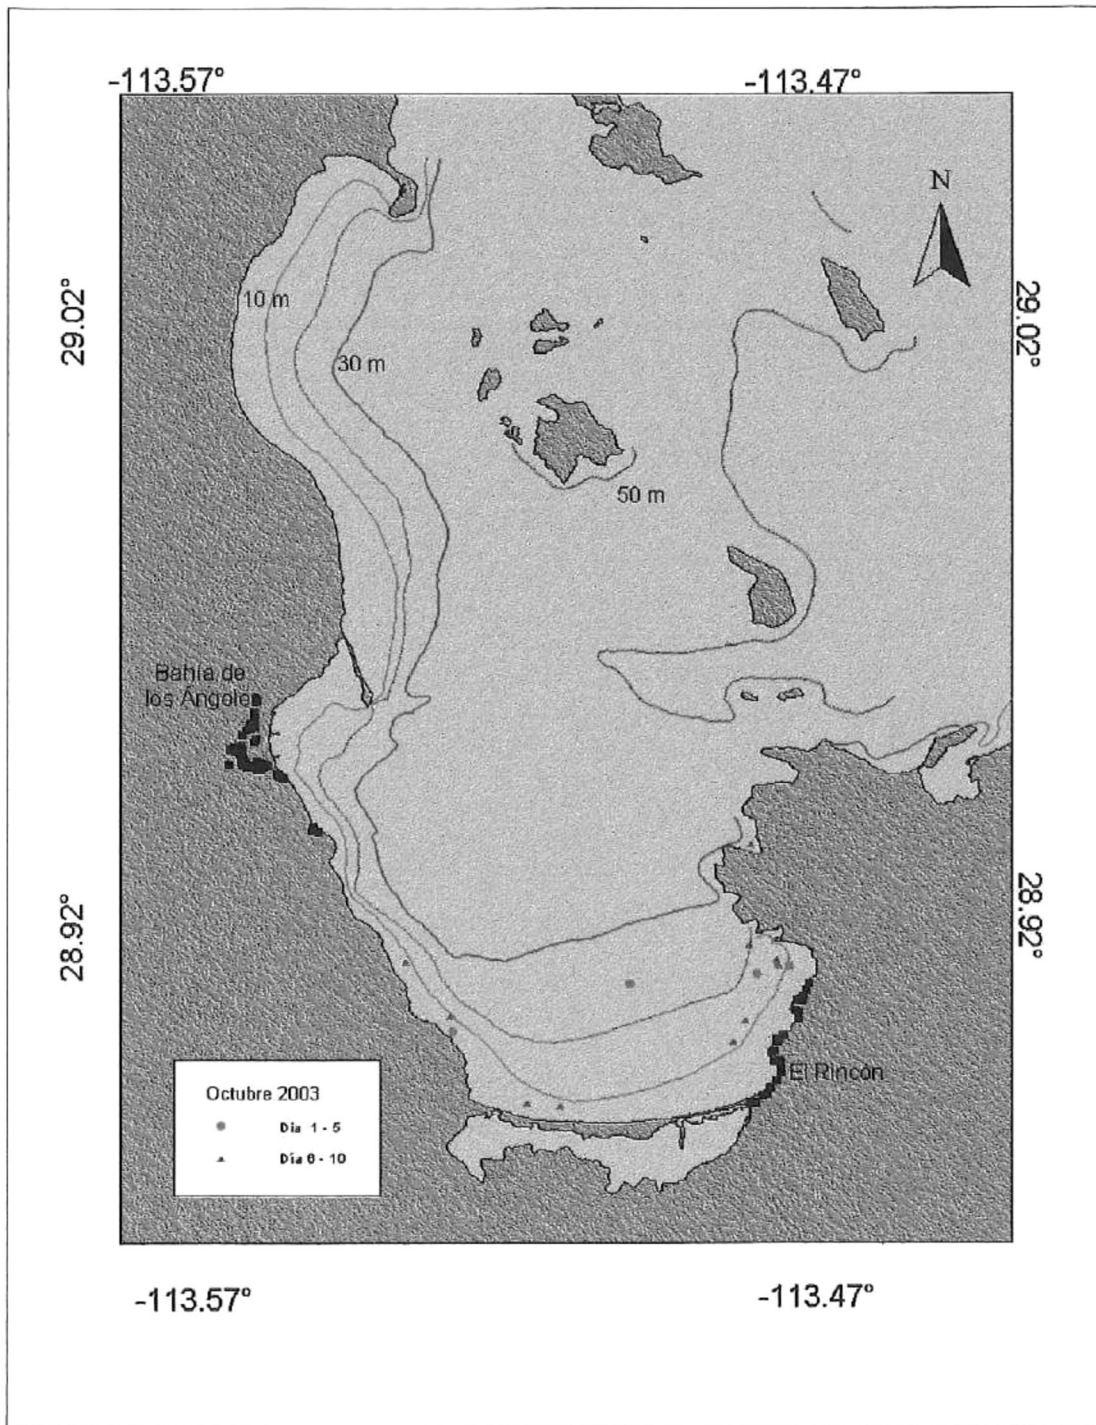 -113.57° -113.47°
N
29.02° 29.02°
10 m
30 m
50 m
Bahía de
los Ángeles
28.92° 28.92°
El Rincón
Octubre 2003
Día 1 - 5
Día 6 - 10
-113.57° -113.47°